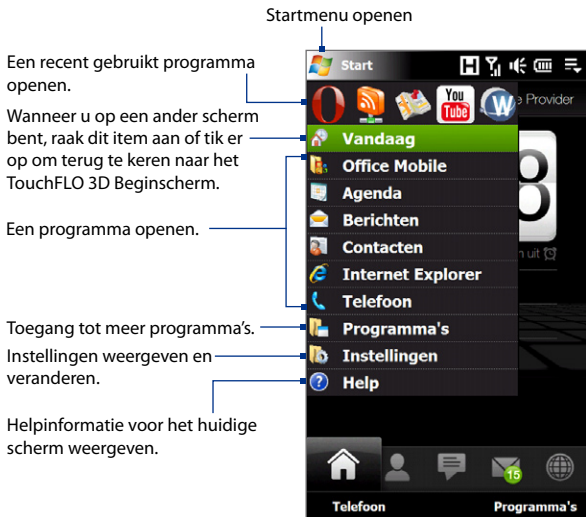 Startmenu openen
Een recent gebruikt programma
openen.
Wanneer u op een ander scherm
bent, raak dit item aan of tik er
op om terug te keren naar het
TouchFLO 3D Beginscherm.
Een programma openen.
Toegang tot meer programma's.
Instellingen weergeven en
veranderen.
Helpinformatie voor het huidige
scherm weergeven.
Start
H
You
Tube
W
e Provider
Vandaag
Office Mobile
Agenda
Berichten
Contacten
Internet Explorer
Telefoon
Programma's
Instellingen
Help
8
n uit
15
Telefoon
Programma's